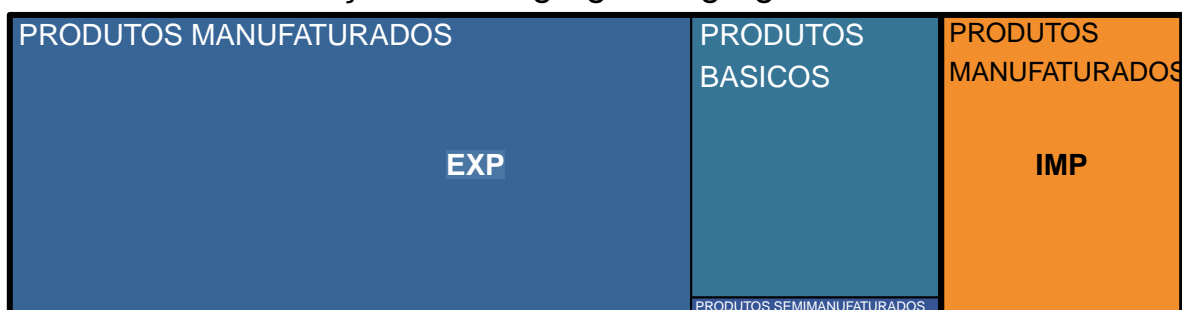 PRODUTOS MANUFATURADOS
EXP
PRODUTOS
BASICOS
PRODUTOS SEMIMANUFATURADOS
PRODUTOS
MANUFATURADOS
IMP